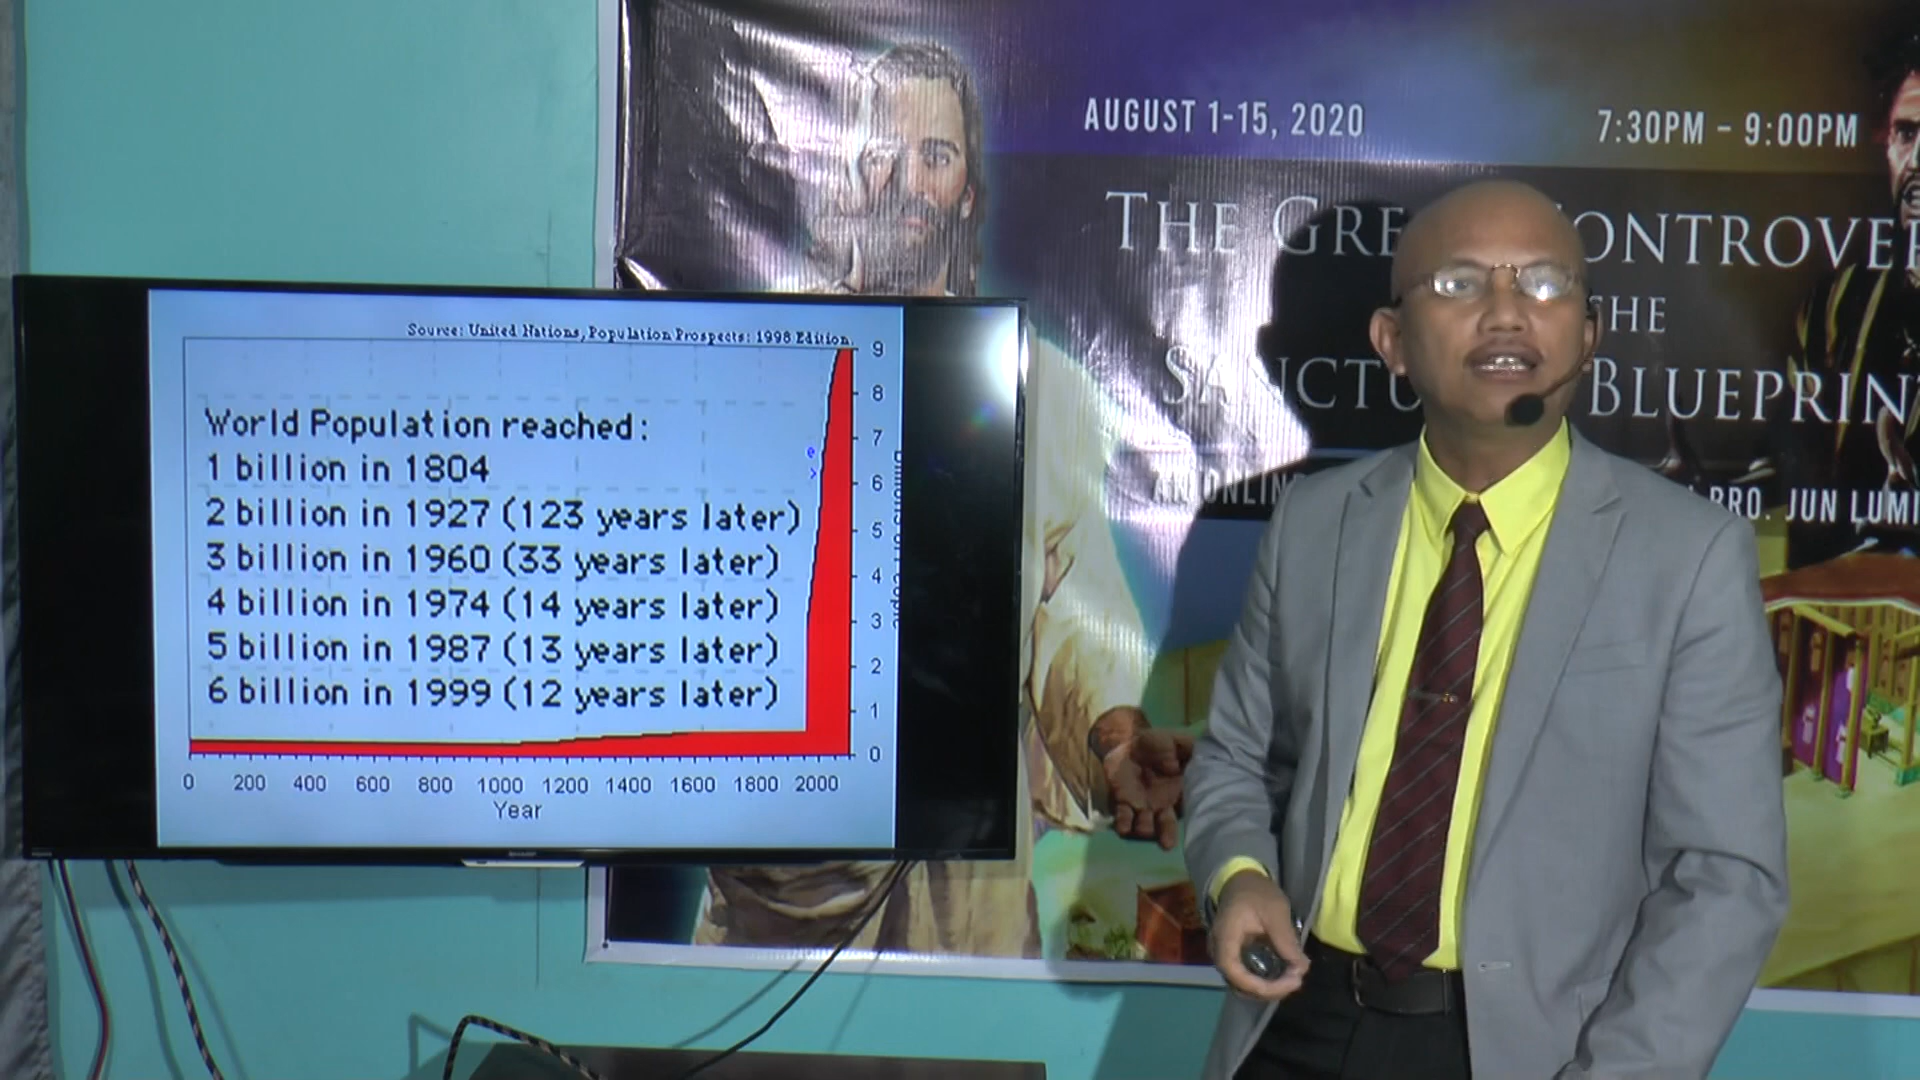 Source: United Nations, Population Prospects: 1998 Edition.
World Population reached:
1 billion in 1804
2 billion in 1927 (123 years later)
3 billion in 1960 (33 years later)
4 billion in 1974 (14 years later)
5 billion in 1987 (13 years later)
6 billion in 1999 (12 years later)
9
8
7
6
5
4
3
2
1
0
0 200 400 600 800 1000 1200 1400 1600 1800 2000
Year
SHARP
AUGUST 1-15, 2020 7:30PM - 9:00PM
THE
THE
BLUEPRIN
BRO. JUN LUMI